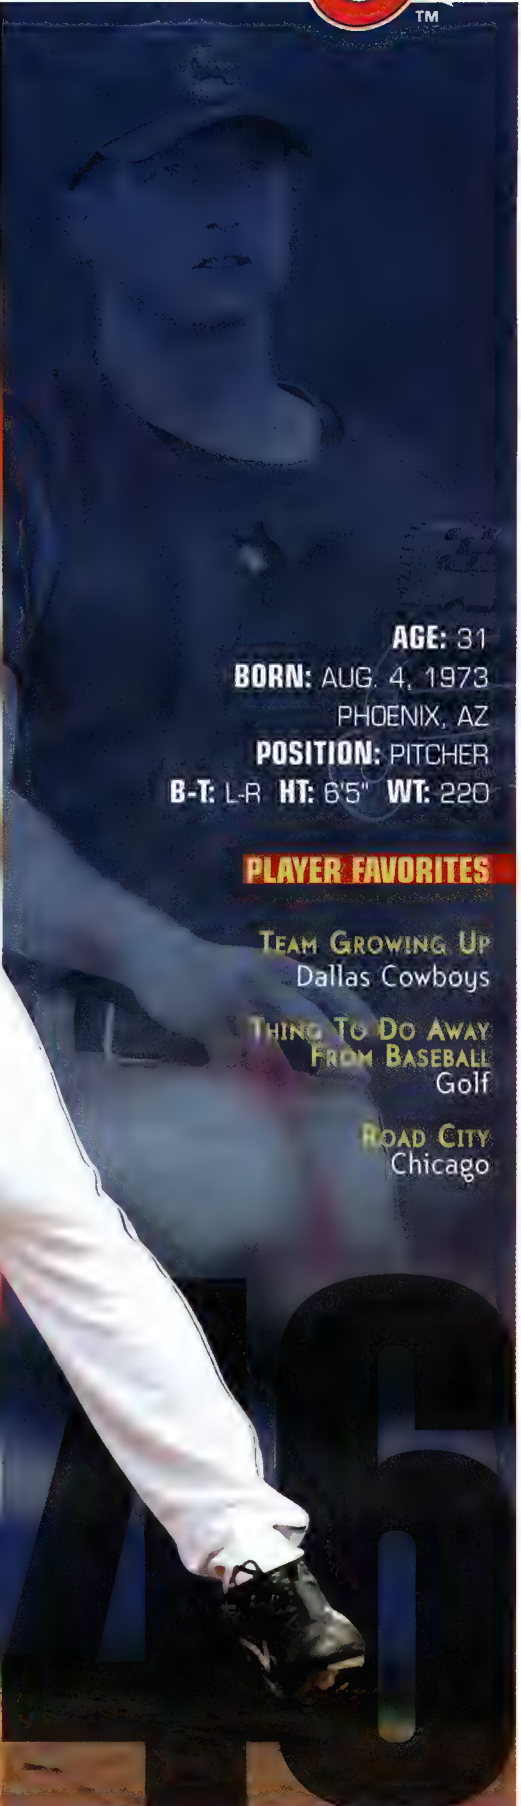 TM
AGE: 31
BORN: AUG. 4, 1973
PHOENIX, AZ
POSITION: PITCHER
B-T: L-R HT: 6'5" WT: 220
PLAYER FAVORITES
TEAM GROWING UP
Dallas Cowboys
THING TO DO AWAY
FROM BASEBALL
Golf
ROAD CITY
Chicago
46